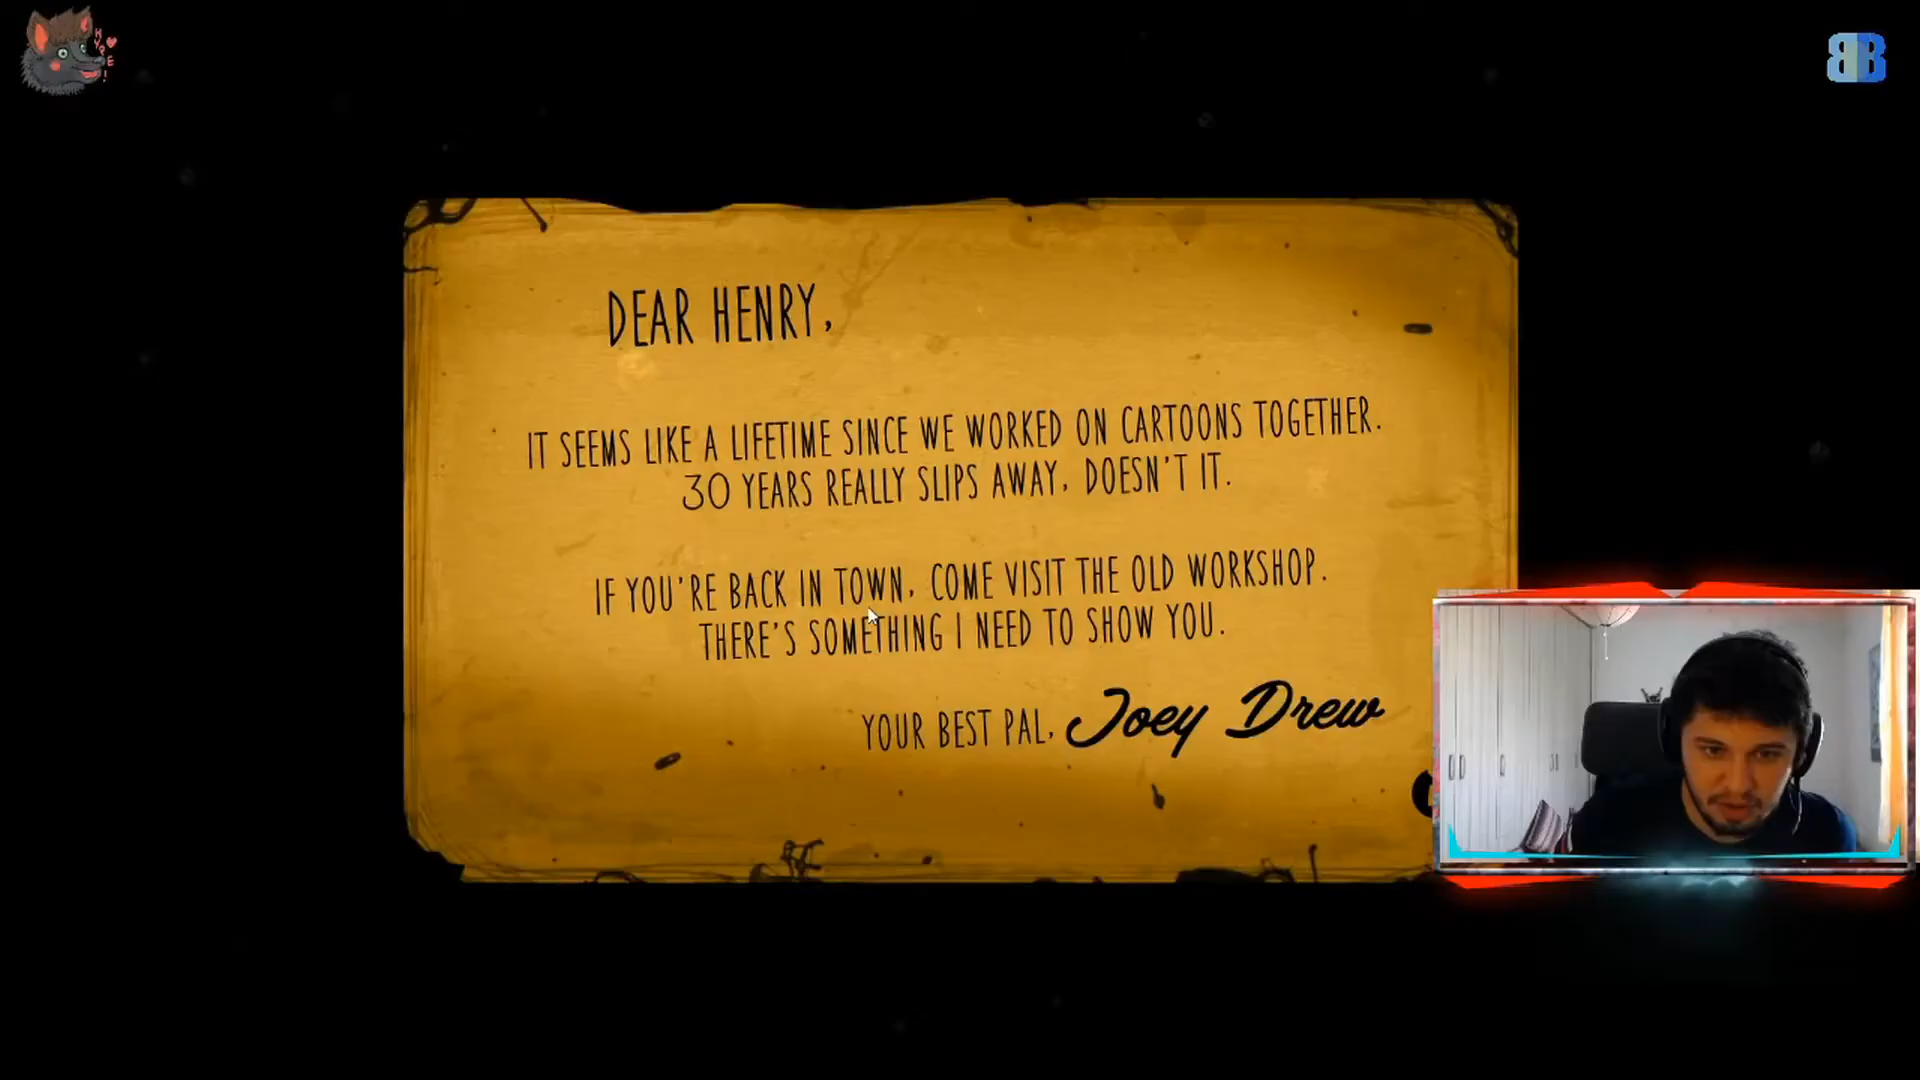 HYPE!
BB
DEAR HENRY,
IT SEEMS LIKE A LIFETIME SINCE WE WORKED ON CARTOONS TOGETHER.
30 YEARS REALLY SLIPS AWAY, DOESN'T IT.
IF YOU'RE BACK IN TOWN, COME VISIT THE OLD WORKSHOP.
THERE'S SOMETHING I NEED TO SHOW YOU.
YOUR BEST PAL, Joey Drew